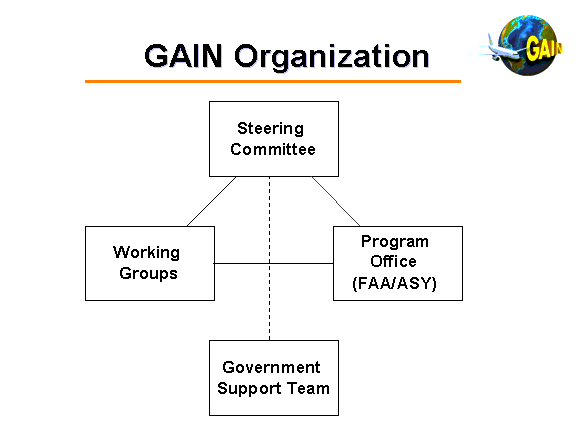 GAIN Organization
GAIN
Steering
Committee
Working
Groups
Program
Office
(FAA/ASY)
Government
Support Team